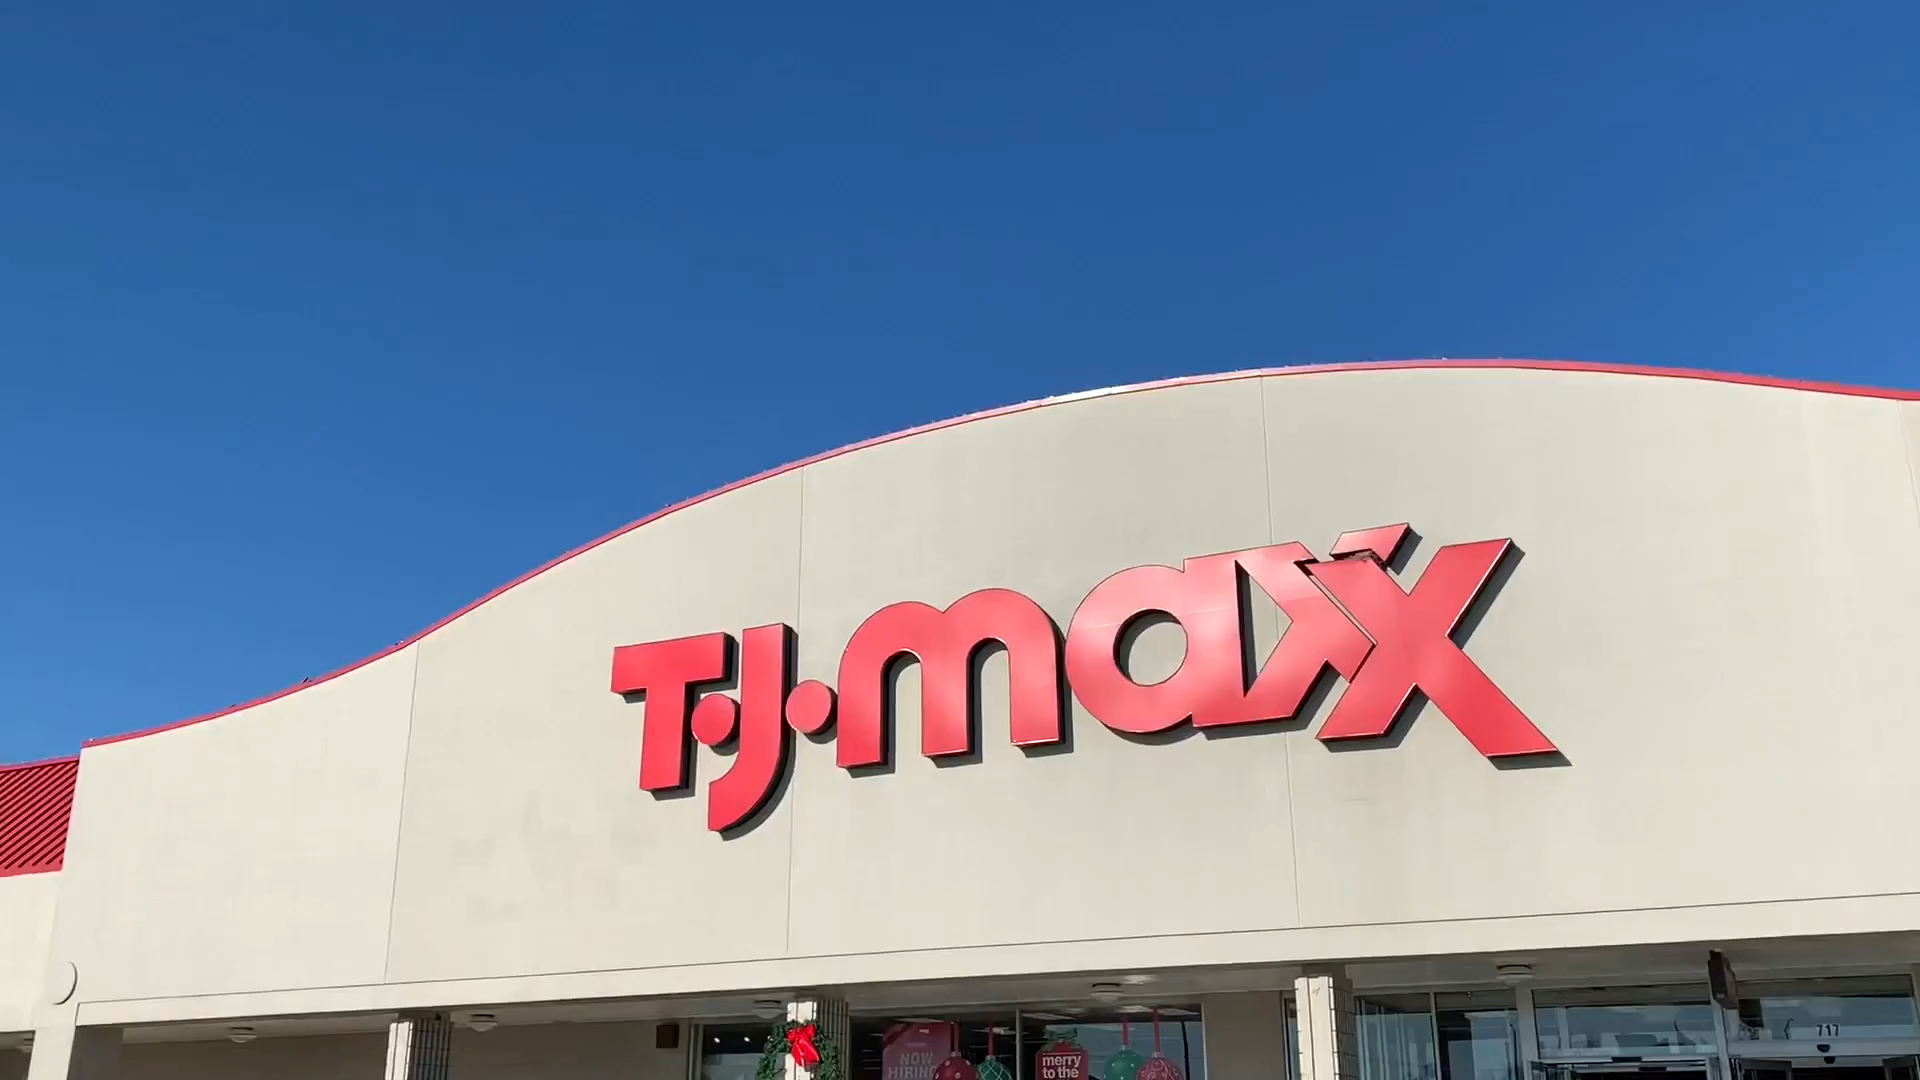 T•J•maxx
NOW
HIRING
merry
to the
717